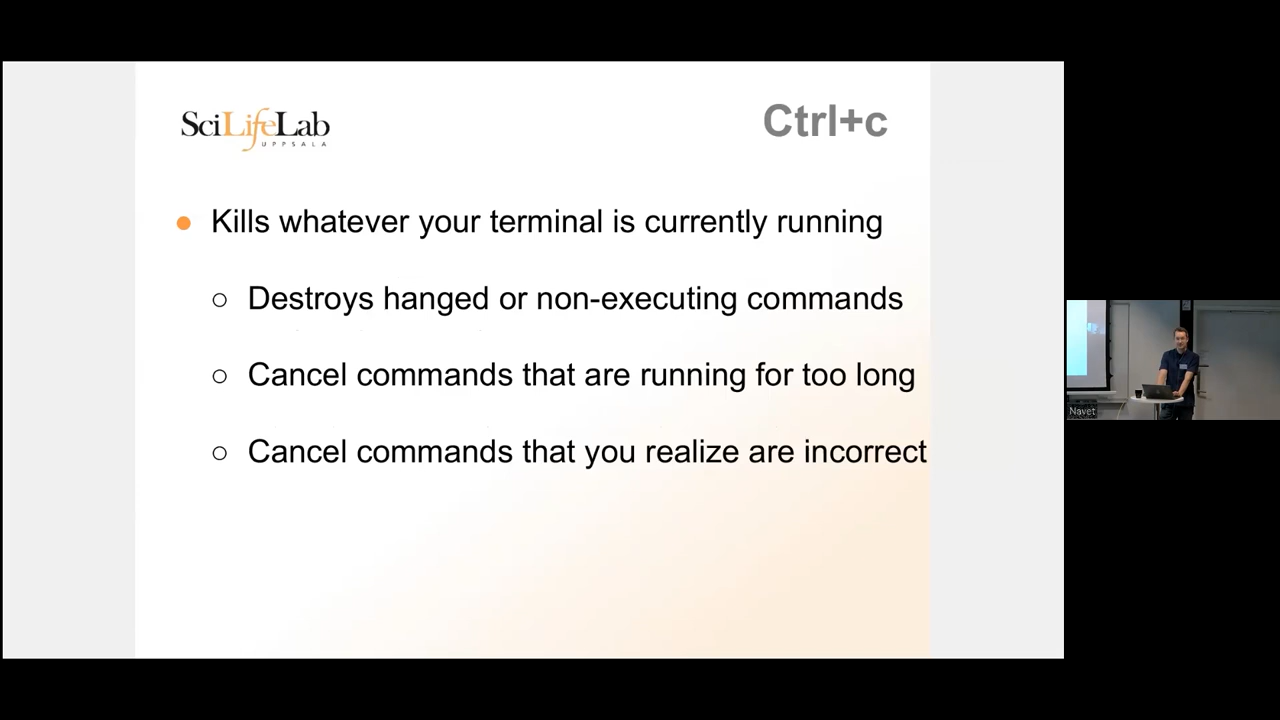 SciLifeLab
UPPSALA
Ctrl+c
● Kills whatever your terminal is currently running
○ Destroys hanged or non-executing commands
○ Cancel commands that are running for too long
○ Cancel commands that you realize are incorrect
Navet